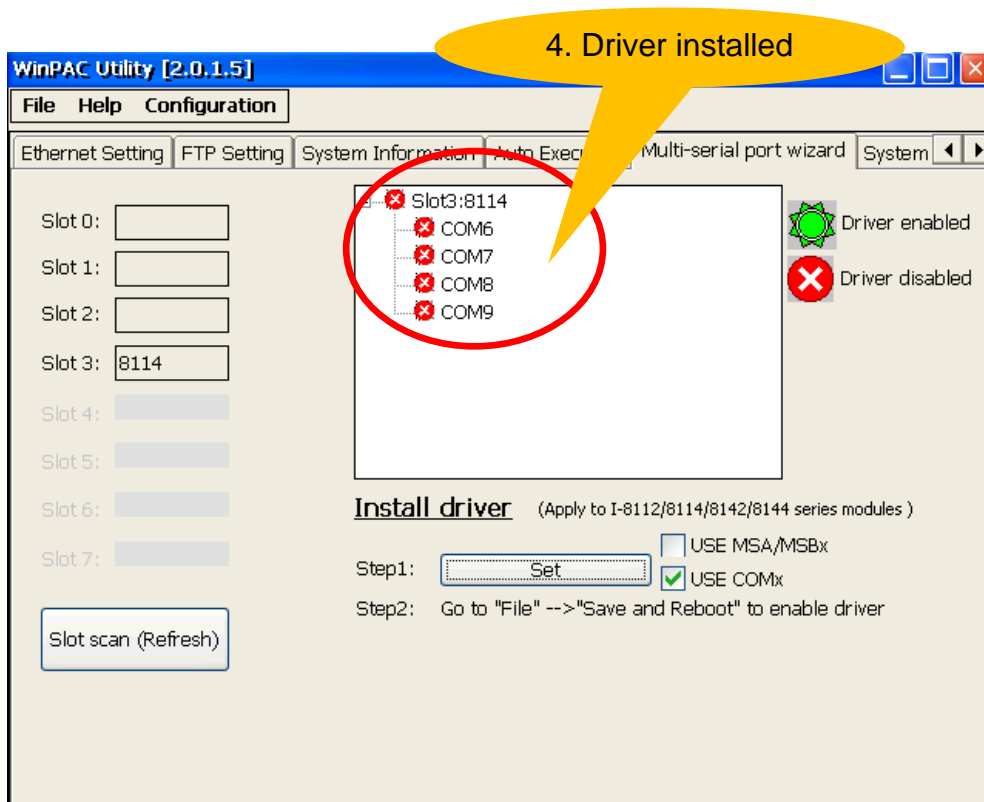 4. Driver installed
WinPAC Utility [2.0.1.5]
File Help Configuration
Ethernet Setting FTP Setting System Information Auto Multi-serial port wizard System
Slot 0:
Slot 1:
Slot 2:
Slot 3: 8114
Slot 4:
Slot 5:
Slot 6:
Slot 7:
Slot scan (Refresh)
Slot3:8114
COM6
COM7
COM8
COM9
Driver enabled
Driver disabled
Install driver (Apply to I-8112/8114/8142/8144 series modules )
USE MSA/MSBx
Step1: Set
USE COMx
Step2: Go to "File" -->"Save and Reboot" to enable driver